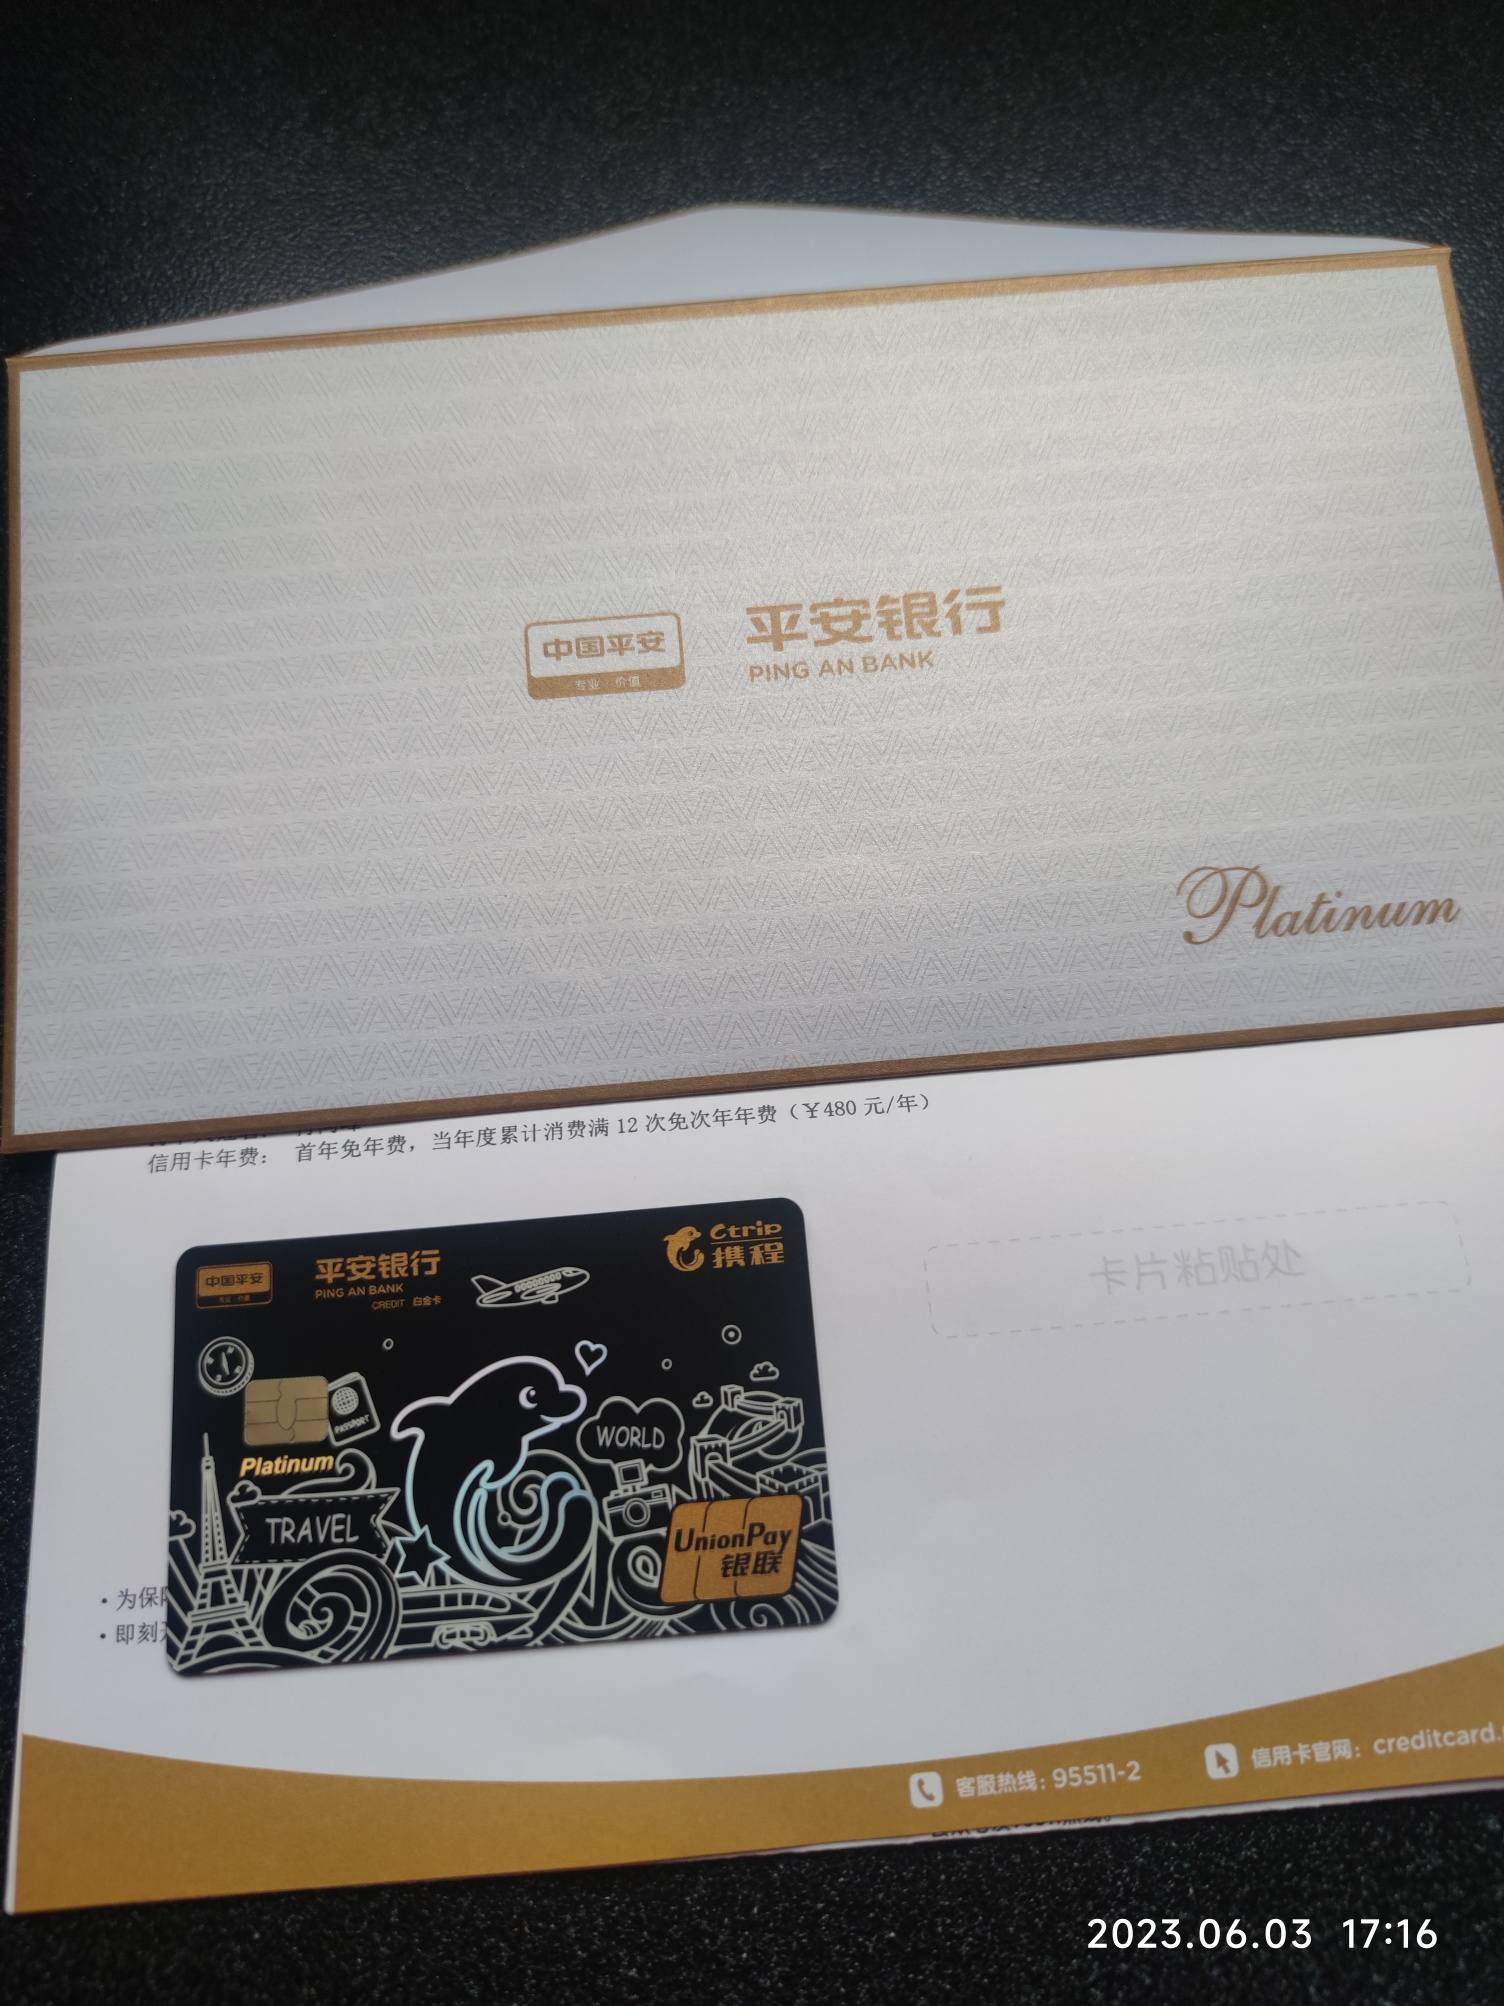 中国平安
专业 价值
平安银行
PING AN BANK
Platinum
信用卡年费： 首年免年费，当年度累计消费满 12 次免次年年费（￥480 元/年）
中国平安
专业 价值
平安银行
PING AN BANK
CREDIT 白金卡
Ctrip
携程
卡片粘贴处
PASSPORT
WORLD
Platinum
TRAVEL
UnionPay
银联
・为保
・即刻
客服热线：95511-2
信用卡官网：creditcard.
2023.06.03 17:16